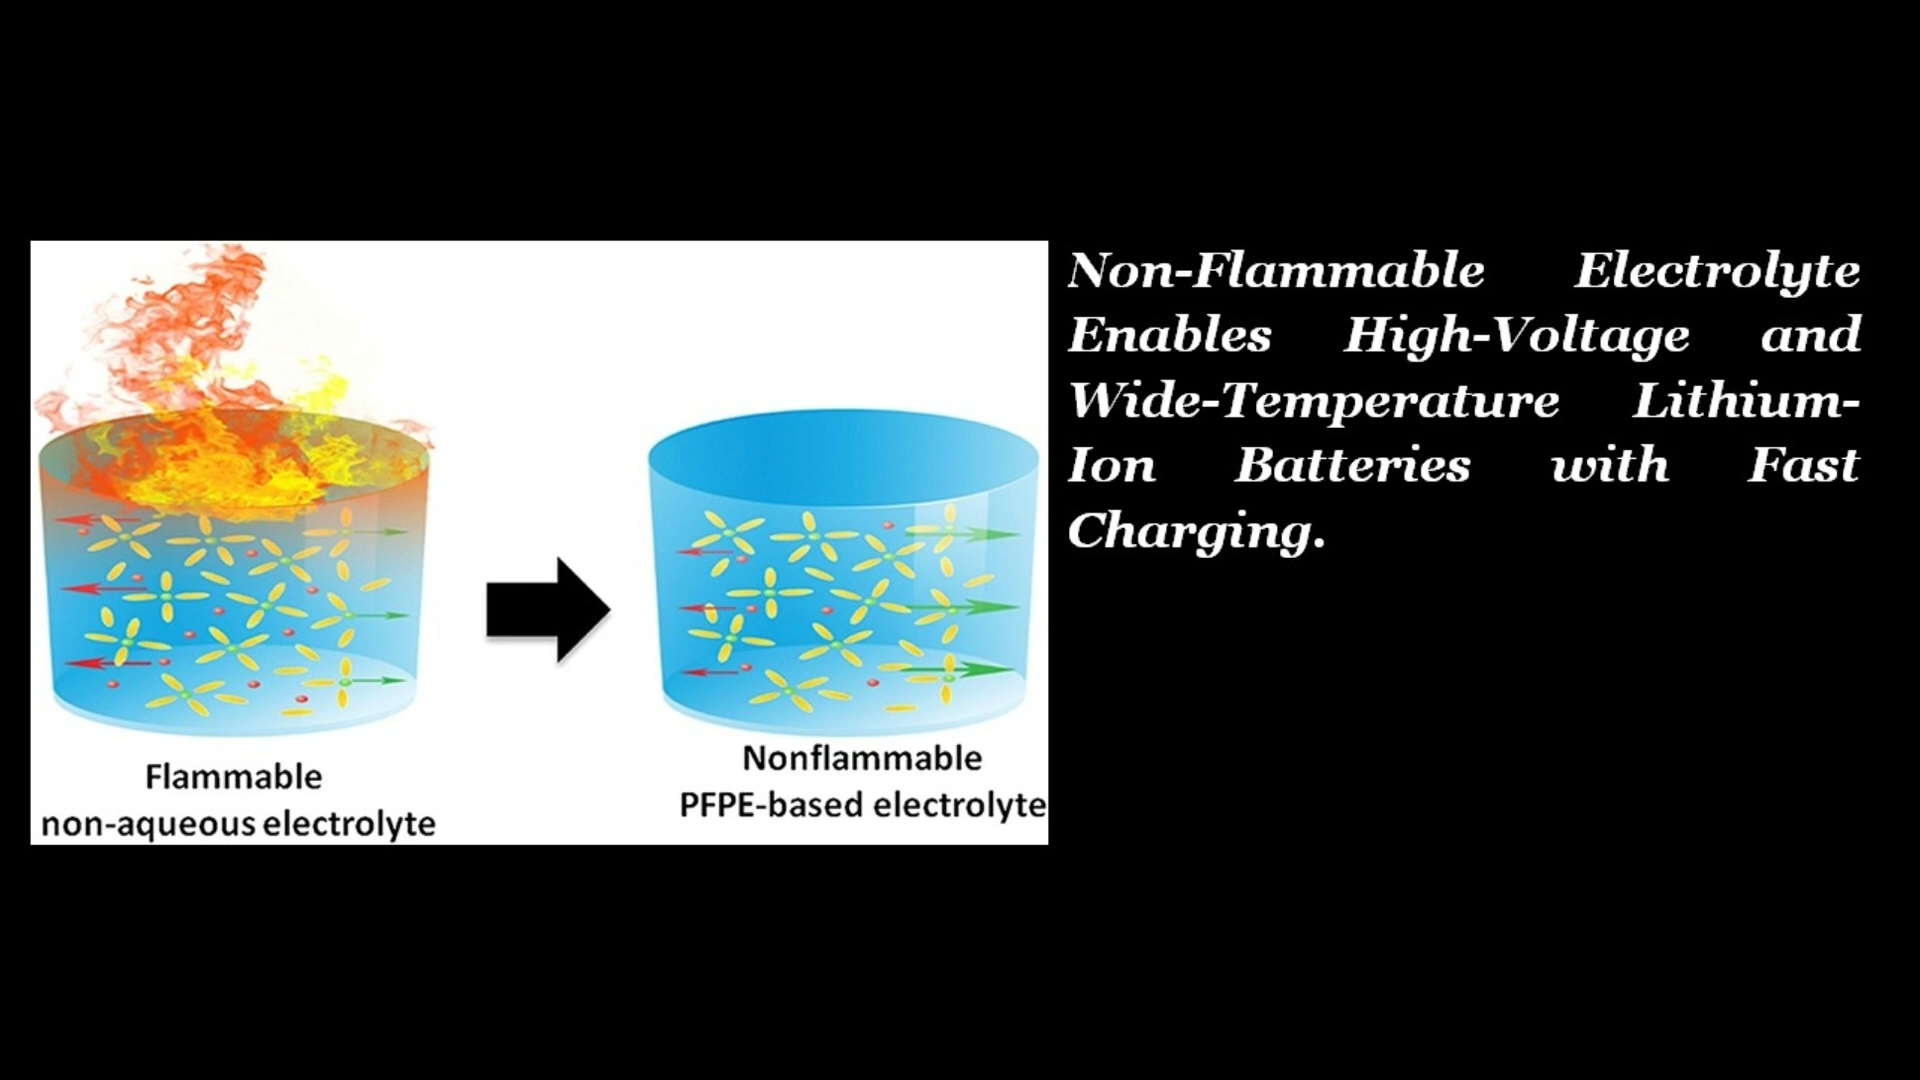 Non-Flammable Electrolyte
Enables High-Voltage and
Wide-Temperature Lithium-
Ion Batteries with Fast
Charging.
Flammable
non-aqueous electrolyte
Nonflammable
PFPE-based electrolyte